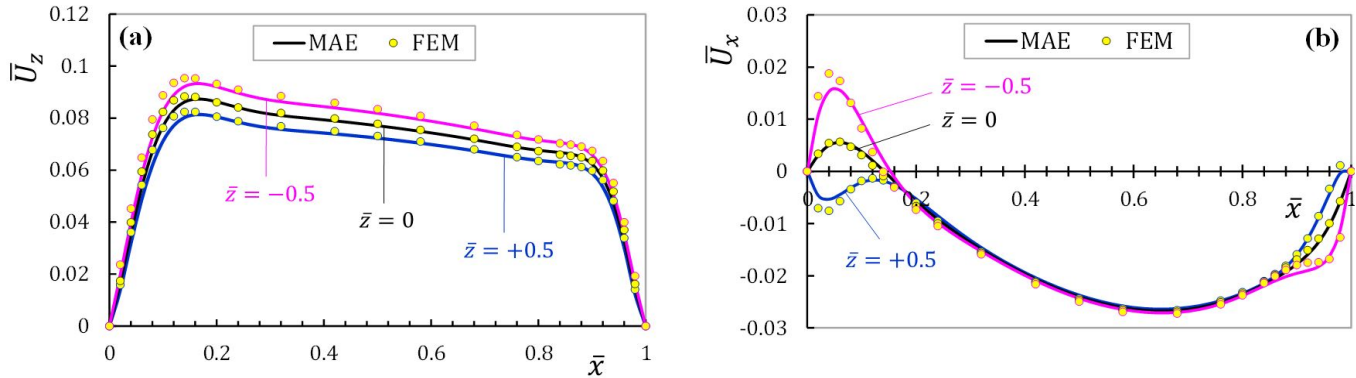 (a)
MAE FEM
Ū_z
0.12
0.1
0.08
0.06
0.04
0.02
0
z̄ = −0.5
z̄ = 0
z̄ = +0.5
0 0.2 0.4 0.6 0.8 1
x̄
(b)
MAE FEM
Ū_x
0.03
0.02
0.01
0
-0.01
-0.02
-0.03
z̄ = −0.5
z̄ = 0
z̄ = +0.5
0 0.2 0.4 0.6 0.8 1
x̄